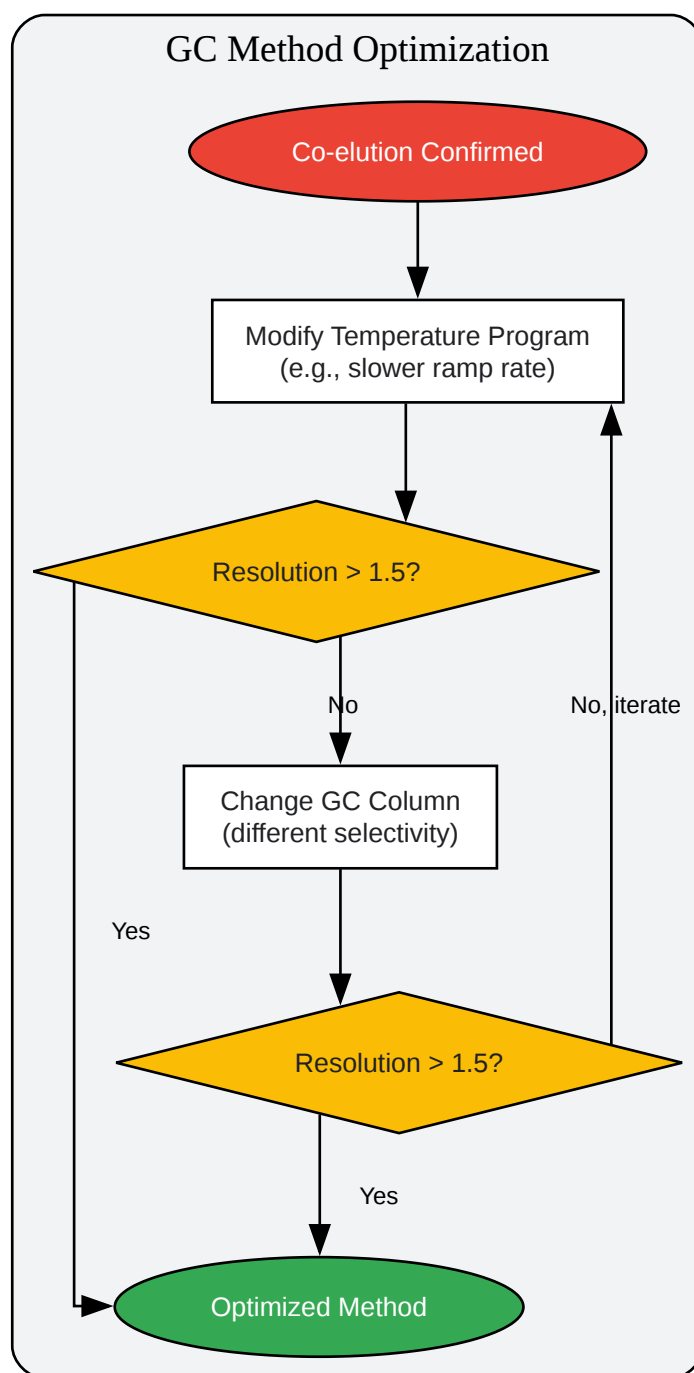 GC Method Optimization
Co-elution Confirmed
Modify Temperature Program
(e.g., slower ramp rate)
Resolution > 1.5?
No
No, iterate
Change GC Column
(different selectivity)
Yes
Resolution > 1.5?
Yes
Optimized Method